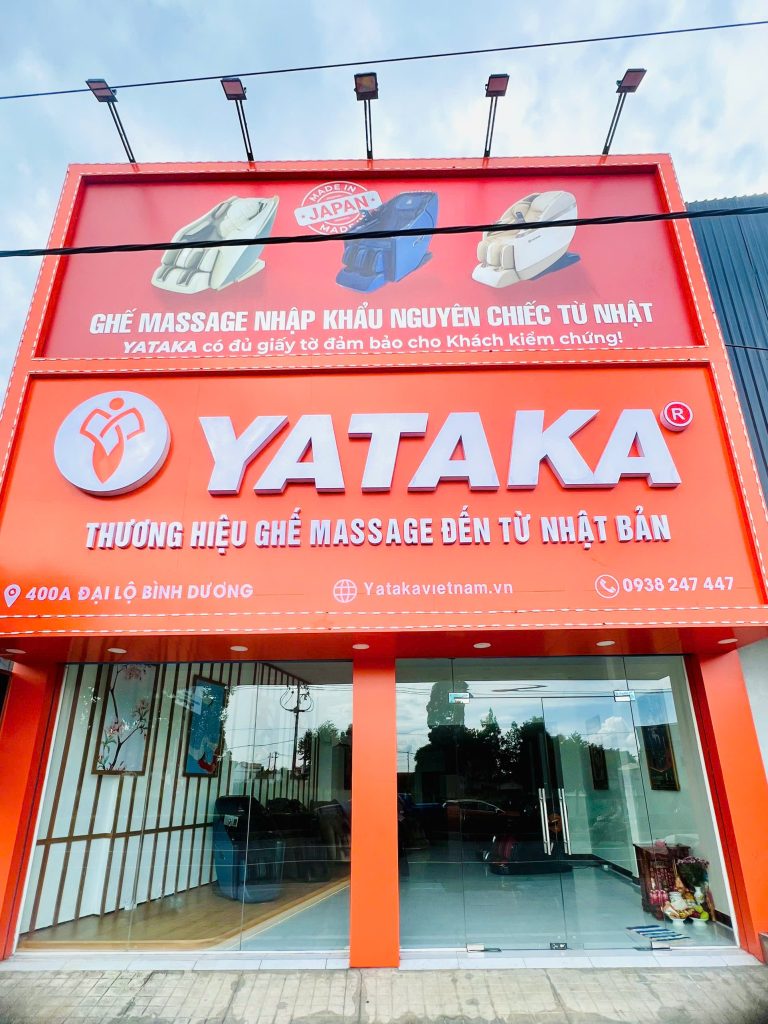 MADE IN
JAPAN
MADE IN
GHẾ MASSAGE NHẬP KHẨU NGUYÊN CHIẾC TỪ NHẬT
YATAKA có đủ giấy tờ đảm bảo cho Khách kiểm chứng!
YATAKA ®
THƯƠNG HIỆU GHẾ MASSAGE ĐẾN TỪ NHẬT BẢN
400A ĐẠI LỘ BÌNH DƯƠNG
Yatakavietnam.vn
0938 247 447